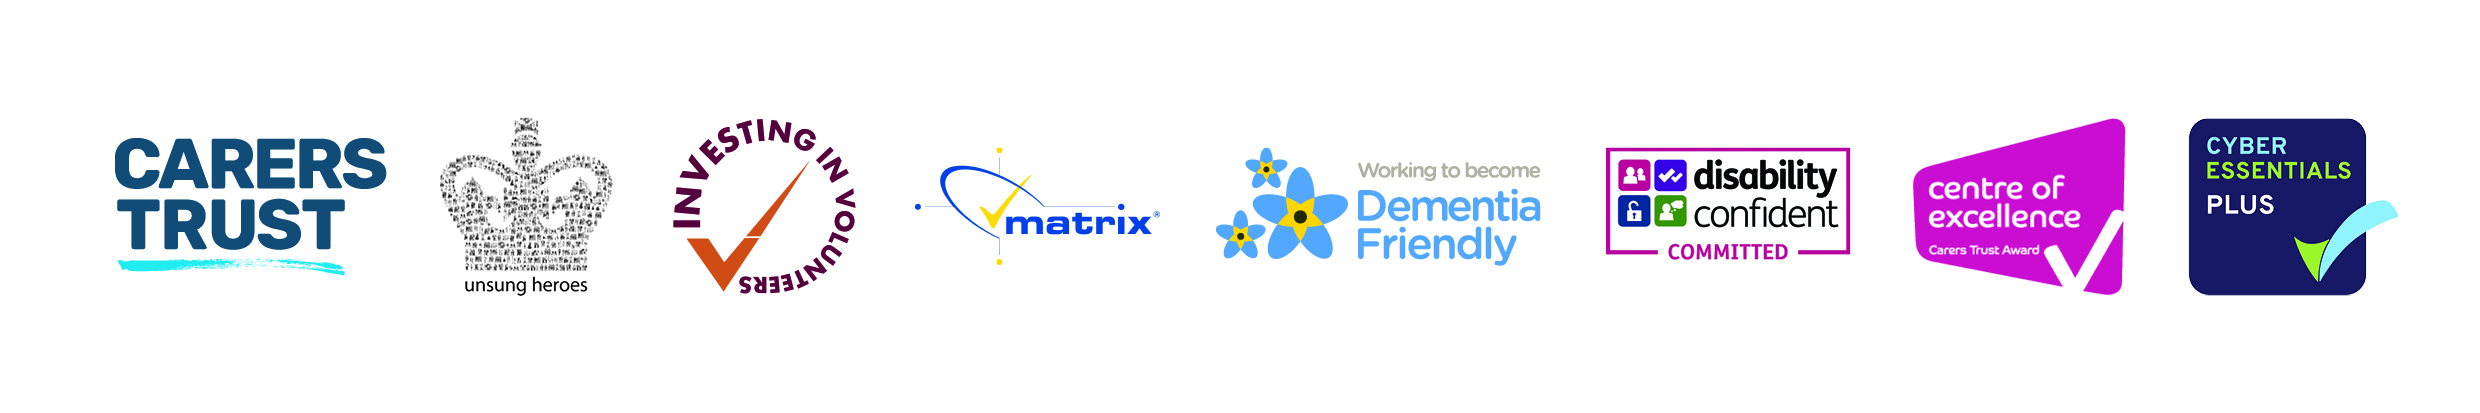 CARERS
TRUST
unsung heroes
INVESTING IN VOLUNTEERS
matrix®
Working to become
Dementia
Friendly
disability
confident
COMMITTED
centre of
excellence
Carers Trust Award
CYBER
ESSENTIALS
PLUS